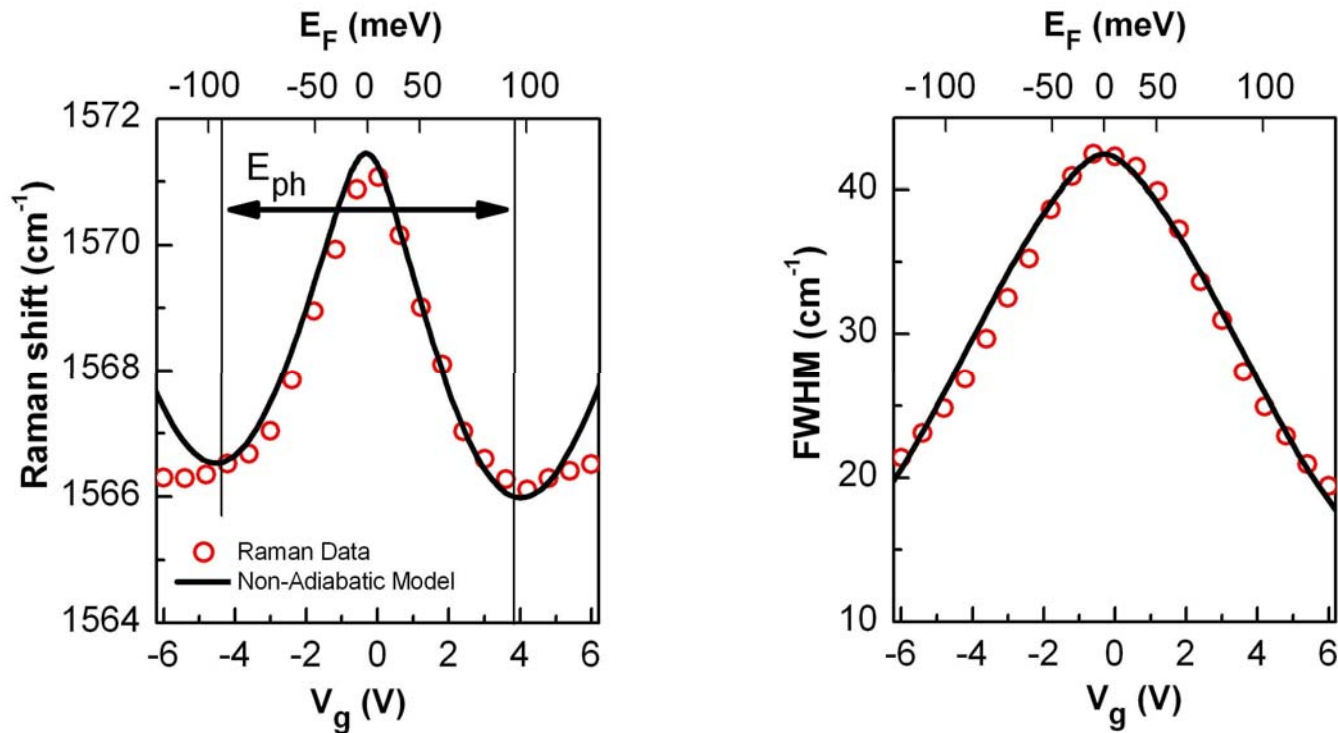 E_F (meV)
-100 -50 0 50 100
1572
1570
1568
1566
1564
Raman shift (cm⁻¹)
E_ph
Raman Data
Non-Adiabatic Model
-6 -4 -2 0 2 4 6
V_g (V)
E_F (meV)
-100 -50 0 50 100
40
30
20
10
FWHM (cm⁻¹)
-6 -4 -2 0 2 4 6
V_g (V)